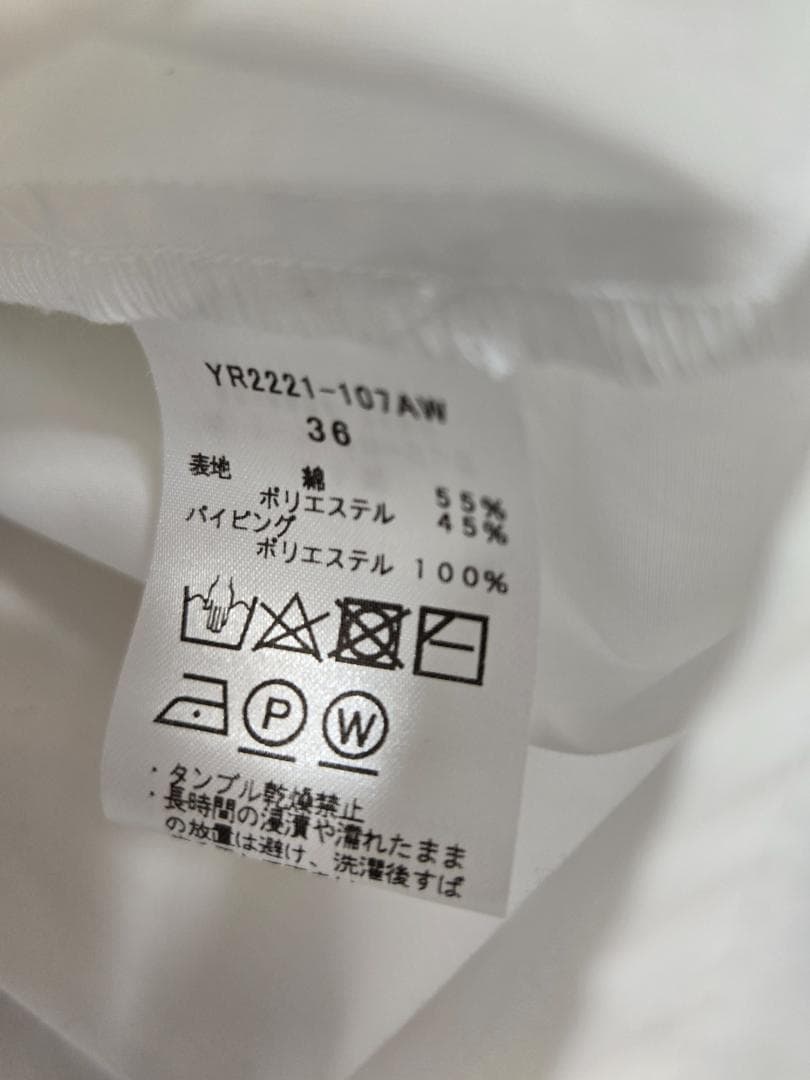 YR2221-107AW
36
表地 綿 55%
ポリエステル 45%
パイピング
ポリエステル 100%
P W
・タンブル乾燥禁止
・長時間の浸漬や濡れたまま
の放置は避け、洗濯後すば